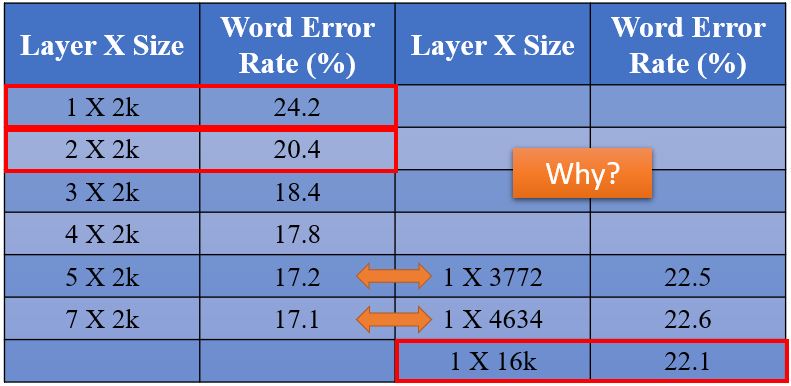 Layer X Size Word Error Rate (%) Layer X Size Word Error Rate (%)
1 X 2k 24.2
2 X 2k 20.4
Why?
3 X 2k 18.4
4 X 2k 17.8
5 X 2k 17.2 1 X 3772 22.5
7 X 2k 17.1 1 X 4634 22.6
1 X 16k 22.1